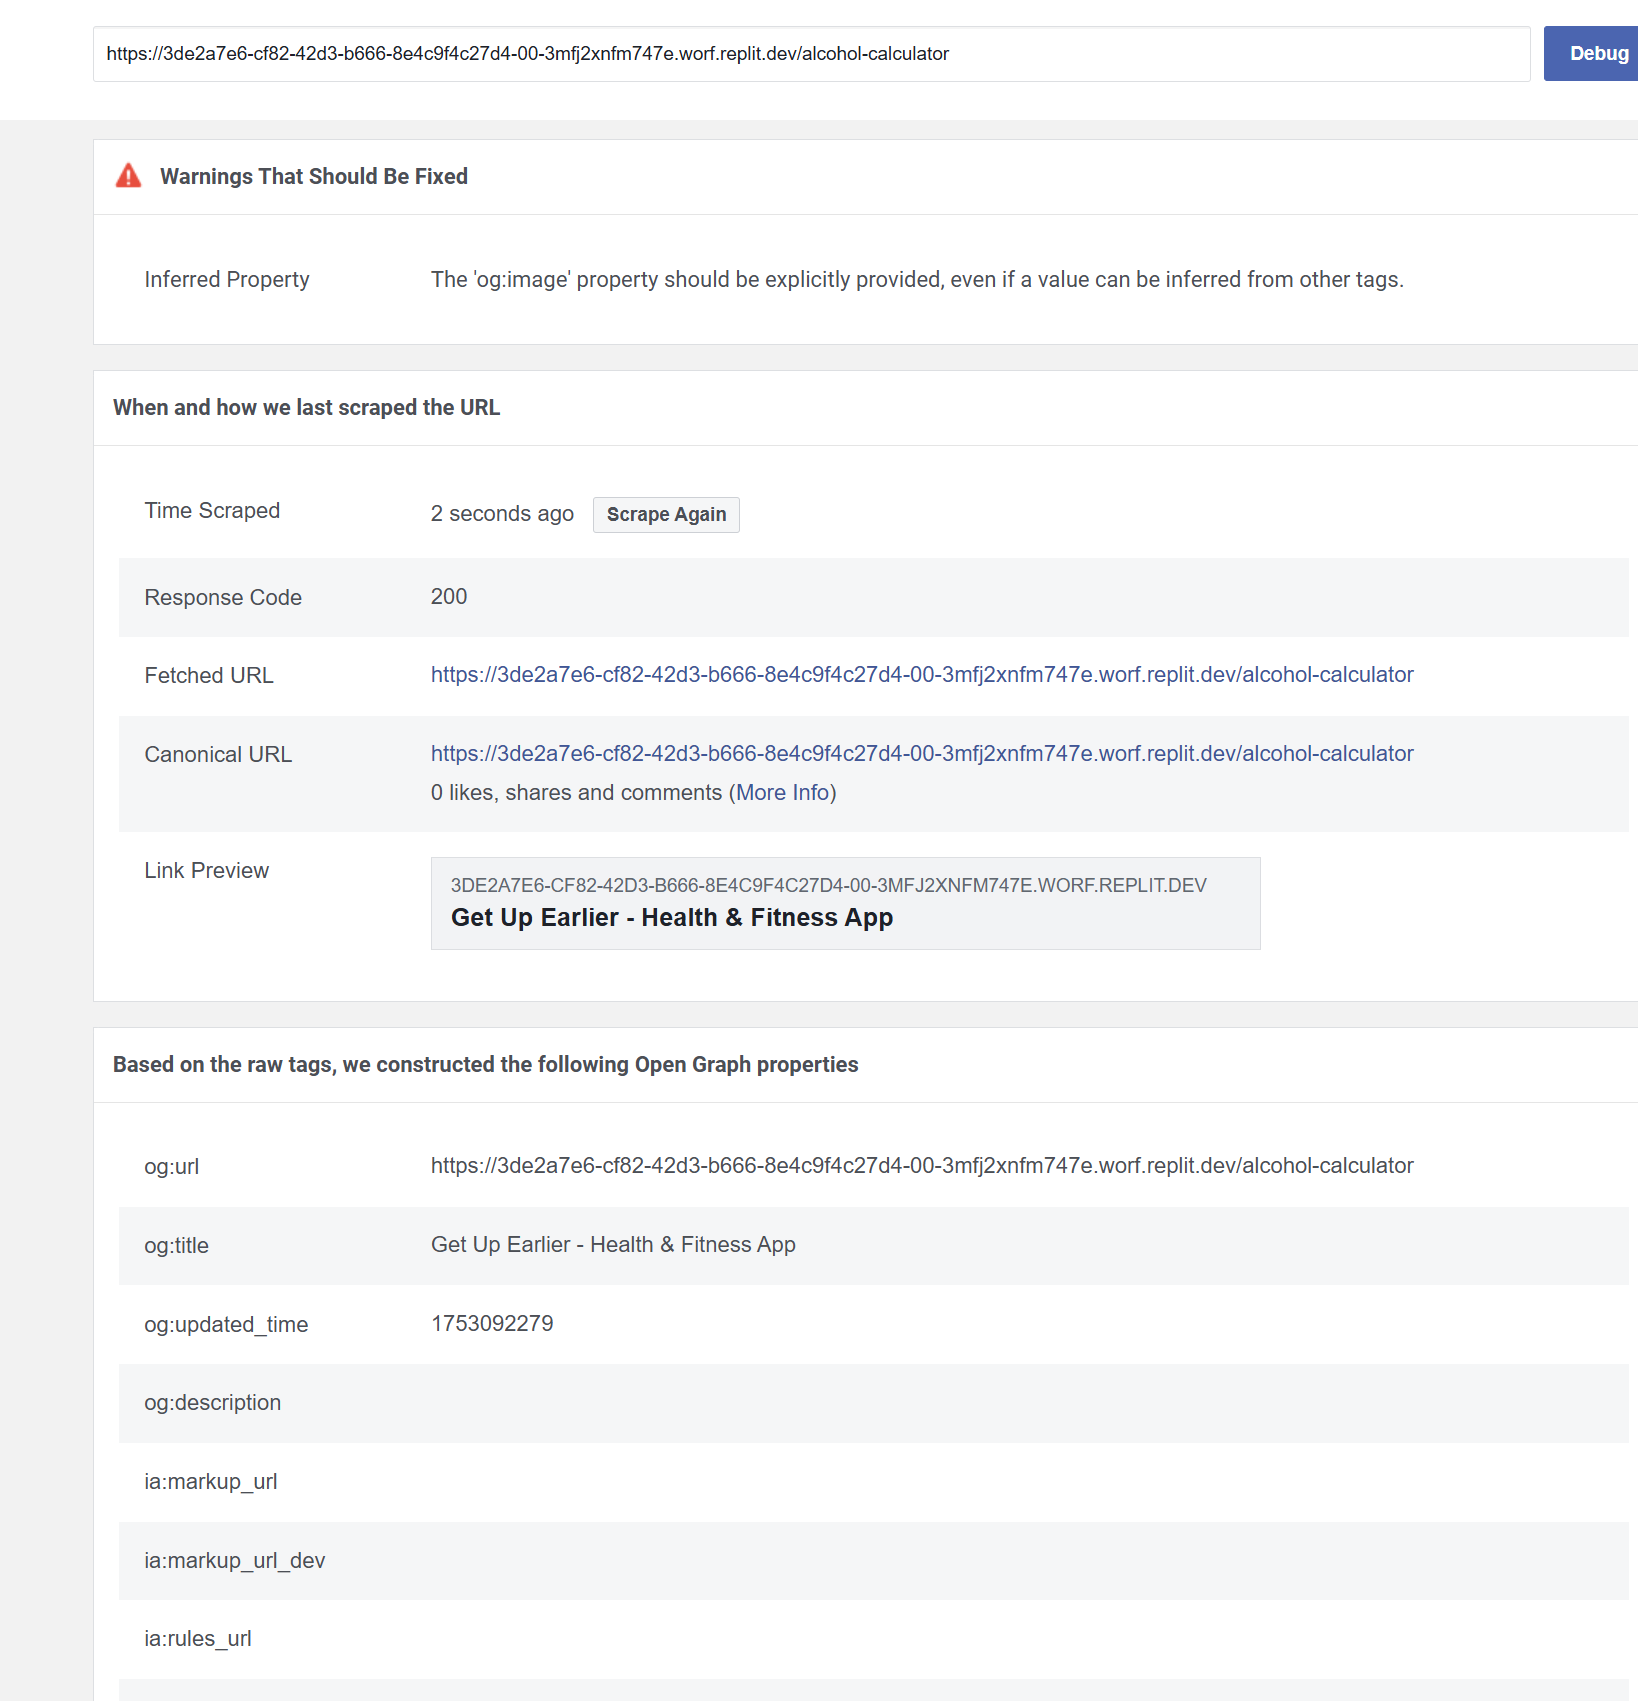 https://3de2a7e6-cf82-42d3-b666-8e4c9f4c27d4-00-3mfj2xnfm747e.worf.replit.dev/alcohol-calculator
Debug
Warnings That Should Be Fixed
Inferred Property
The 'og:image' property should be explicitly provided, even if a value can be inferred from other tags.
When and how we last scraped the URL
Time Scraped
2 seconds ago
Scrape Again
Response Code
200
Fetched URL
https://3de2a7e6-cf82-42d3-b666-8e4c9f4c27d4-00-3mfj2xnfm747e.worf.replit.dev/alcohol-calculator
Canonical URL
https://3de2a7e6-cf82-42d3-b666-8e4c9f4c27d4-00-3mfj2xnfm747e.worf.replit.dev/alcohol-calculator
0 likes, shares and comments (More Info)
Link Preview
3DE2A7E6-CF82-42D3-B666-8E4C9F4C27D4-00-3MFJ2XNFM747E.WORF.REPLIT.DEV
Get Up Earlier - Health & Fitness App
Based on the raw tags, we constructed the following Open Graph properties
og:url
https://3de2a7e6-cf82-42d3-b666-8e4c9f4c27d4-00-3mfj2xnfm747e.worf.replit.dev/alcohol-calculator
og:title
Get Up Earlier - Health & Fitness App
og:updated_time
1753092279
og:description
ia:markup_url
ia:markup_url_dev
ia:rules_url